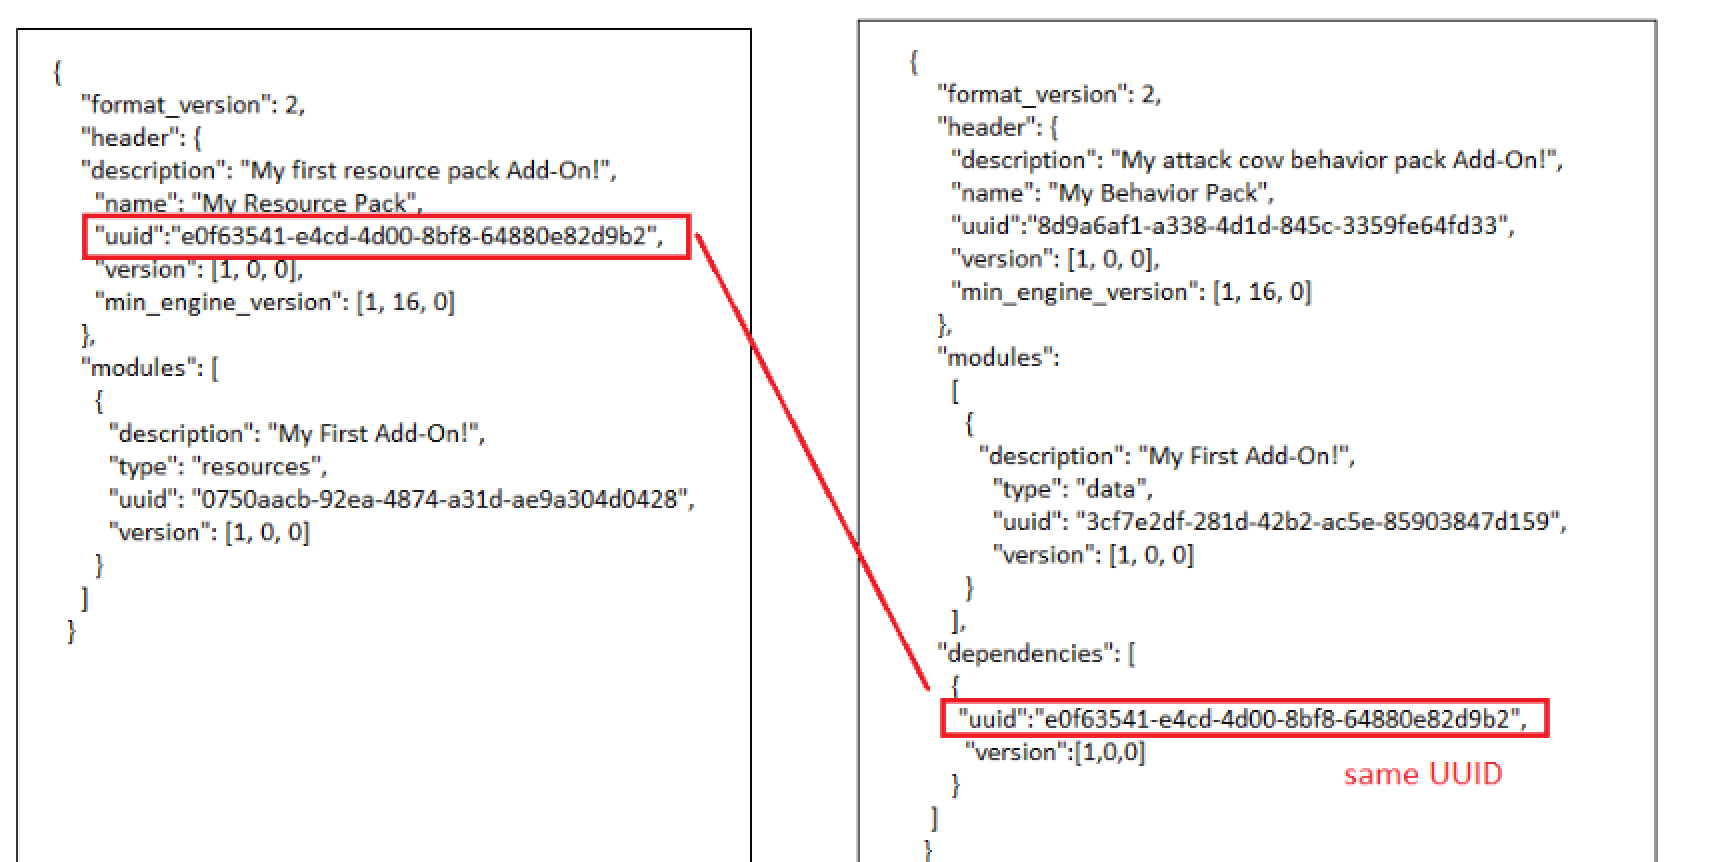 {
"format_version": 2,
"header": {
"description": "My first resource pack Add-On!",
"name": "My Resource Pack",
"uuid":"e0f63541-e4cd-4d00-8bf8-64880e82d9b2",
"version": [1, 0, 0],
"min_engine_version": [1, 16, 0]
},
"modules": [
{
"description": "My First Add-On!",
"type": "resources",
"uuid": "0750aacb-92ea-4874-a31d-ae9a304d0428",
"version": [1, 0, 0]
}
]
}
{
"format_version": 2,
"header": {
"description": "My attack cow behavior pack Add-On!",
"name": "My Behavior Pack",
"uuid":"8d9a6af1-a338-4d1d-845c-3359fe64fd33",
"version": [1, 0, 0],
"min_engine_version": [1, 16, 0]
},
"modules":
[
{
"description": "My First Add-On!",
"type": "data",
"uuid": "3cf7e2df-281d-42b2-ac5e-85903847d159",
"version": [1, 0, 0]
}
],
"dependencies": [
{
"uuid":"e0f63541-e4cd-4d00-8bf8-64880e82d9b2",
"version":[1,0,0]
same UUID
}
]
}